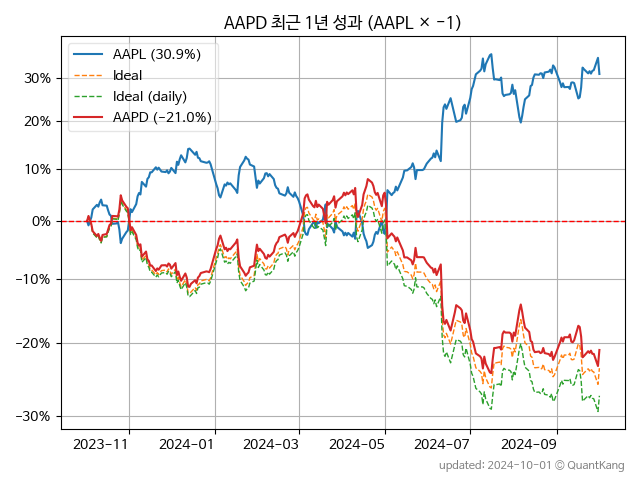 AAPD 최근 1년 성과 (AAPL × −1)
AAPL (30.9%)
Ideal
Ideal (daily)
AAPD (−21.0%)
30%
20%
10%
0%
−10%
−20%
−30%
2023−11 2024−01 2024−03 2024−05 2024−07 2024−09
updated: 2024-10-01 © QuantKang